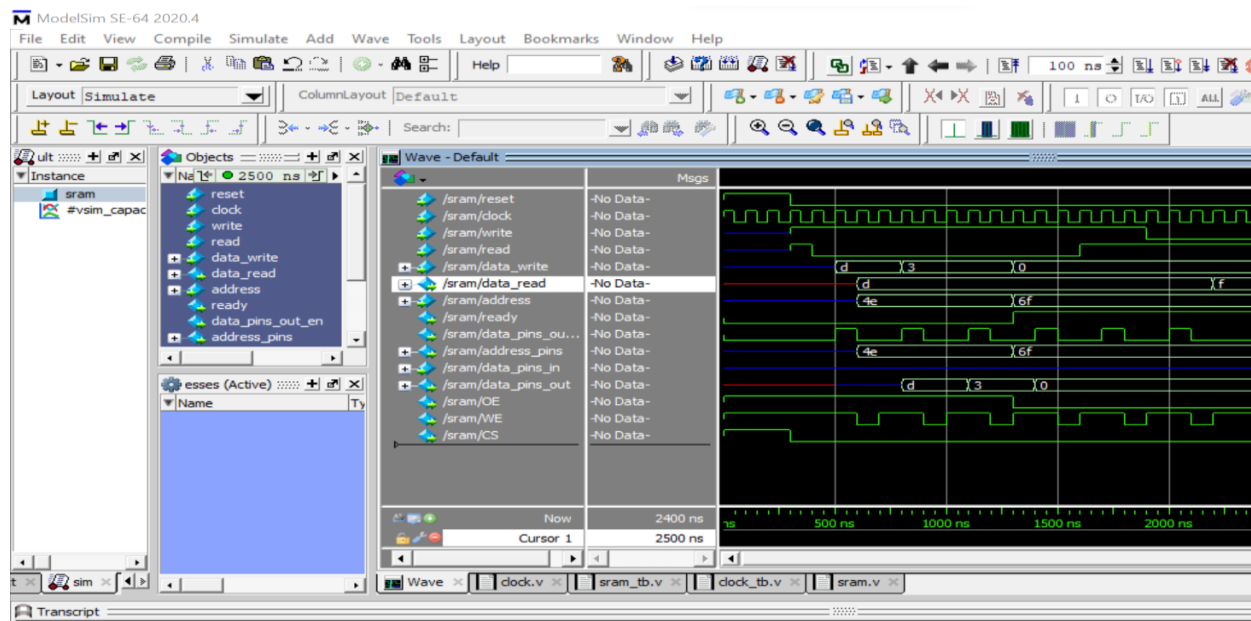 ModelSim SE-64 2020.4
File Edit View Compile Simulate Add Wave Tools Layout Bookmarks Window Help
Help
100 ns
Layout Simulate
ColumnLayout Default
1 0 I/O ALL
Search:
ult
Instance
sram
#vsim_capac
Objects
Na 2500 ns
reset
clock
write
read
data_write
data_read
address
ready
data_pins_out_en
address_pins
esses (Active)
Name Ty
Wave - Default
Msgs
/sram/reset -No Data-
/sram/clock -No Data-
/sram/write -No Data-
/sram/read -No Data-
/sram/data_write -No Data- d 3 0
/sram/data_read -No Data- d f
/sram/address -No Data- 4e 6f
/sram/ready -No Data-
/sram/data_pins_ou... -No Data-
/sram/address_pins -No Data- 4e 6f
/sram/data_pins_in -No Data-
/sram/data_pins_out -No Data- d 3 0
/sram/OE -No Data-
/sram/WE -No Data-
/sram/CS -No Data-
Now 2400 ns
ns 500 ns 1000 ns 1500 ns 2000 ns
Cursor 1 2500 ns
t sim
Wave clock.v sram_tb.v clock_tb.v sram.v
Transcript